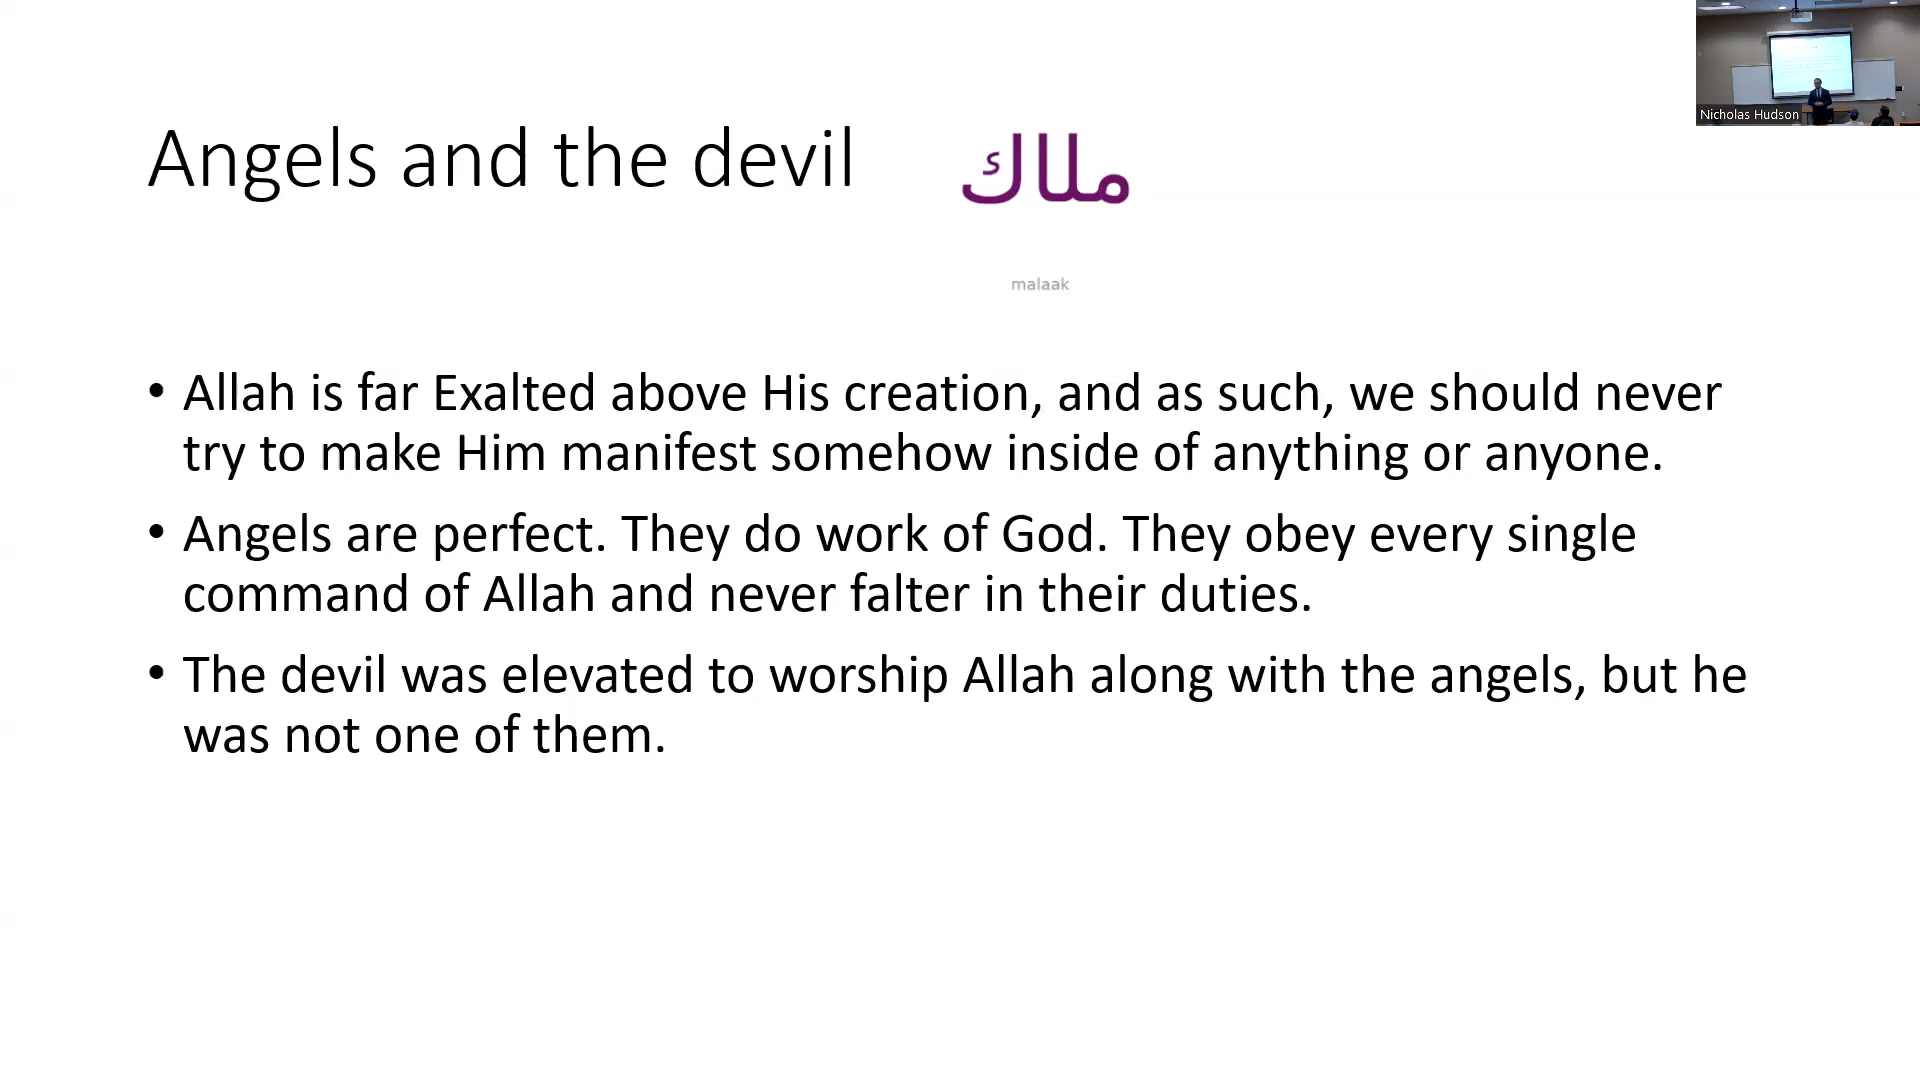 Nicholas Hudson
Angels and the devil
ملاك
malaak
• Allah is far Exalted above His creation, and as such, we should never
try to make Him manifest somehow inside of anything or anyone.
• Angels are perfect. They do work of God. They obey every single
command of Allah and never falter in their duties.
• The devil was elevated to worship Allah along with the angels, but he
was not one of them.